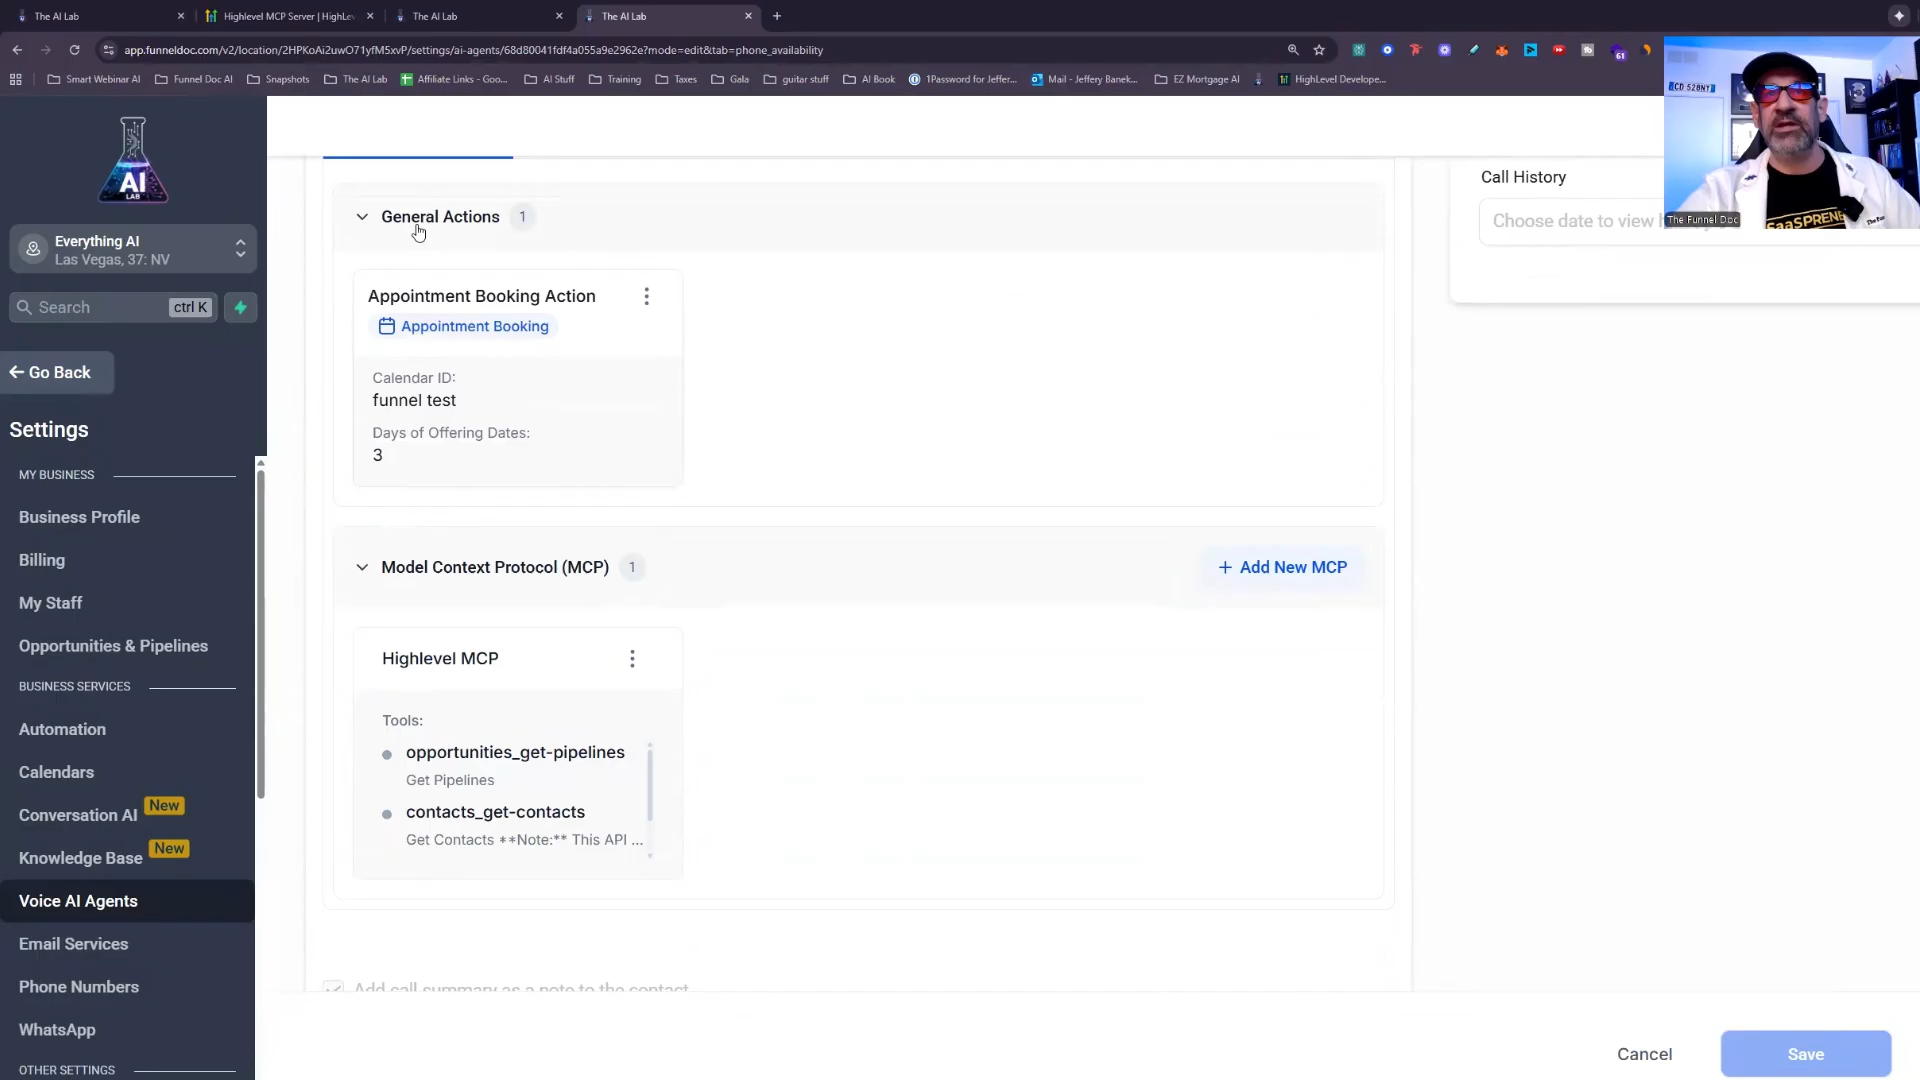 The AI Lab
Highlevel MCP Server | HighLev
The AI Lab
The AI Lab
app.funneldoc.com/v2/location/2HPKoAi2uwO71yfM5xvP/settings/ai-agents/68d80041fdf4a055a9e2962e?mode=edit&tab=phone_availability
61
Smart Webinar AI
Funnel Doc AI
Snapshots
The AI Lab
Affiliate Links - Goo...
AI Stuff
Training
Taxes
Gala
guitar stuff
AI Book
1Password for Jeffer...
Mail - Jeffery Banek...
EZ Mortgage AI
HighLevel Develope...
AI
LAB
Everything AI
Las Vegas, 37: NV
Search
ctrl K
Go Back
Settings
MY BUSINESS
Business Profile
Billing
My Staff
Opportunities & Pipelines
BUSINESS SERVICES
Automation
Calendars
Conversation AI New
Knowledge Base New
Voice AI Agents
Email Services
Phone Numbers
WhatsApp
OTHER SETTINGS
General Actions 1
Appointment Booking Action
Appointment Booking
Calendar ID:
funnel test
Days of Offering Dates:
3
Model Context Protocol (MCP) 1
+ Add New MCP
Highlevel MCP
Tools:
opportunities_get-pipelines
Get Pipelines
contacts_get-contacts
Get Contacts **Note:** This API ...
Add call summary as a note to the contact
Cancel
Save
Call History
Choose date to view h
The Funnel Doc
SaaSPRENE